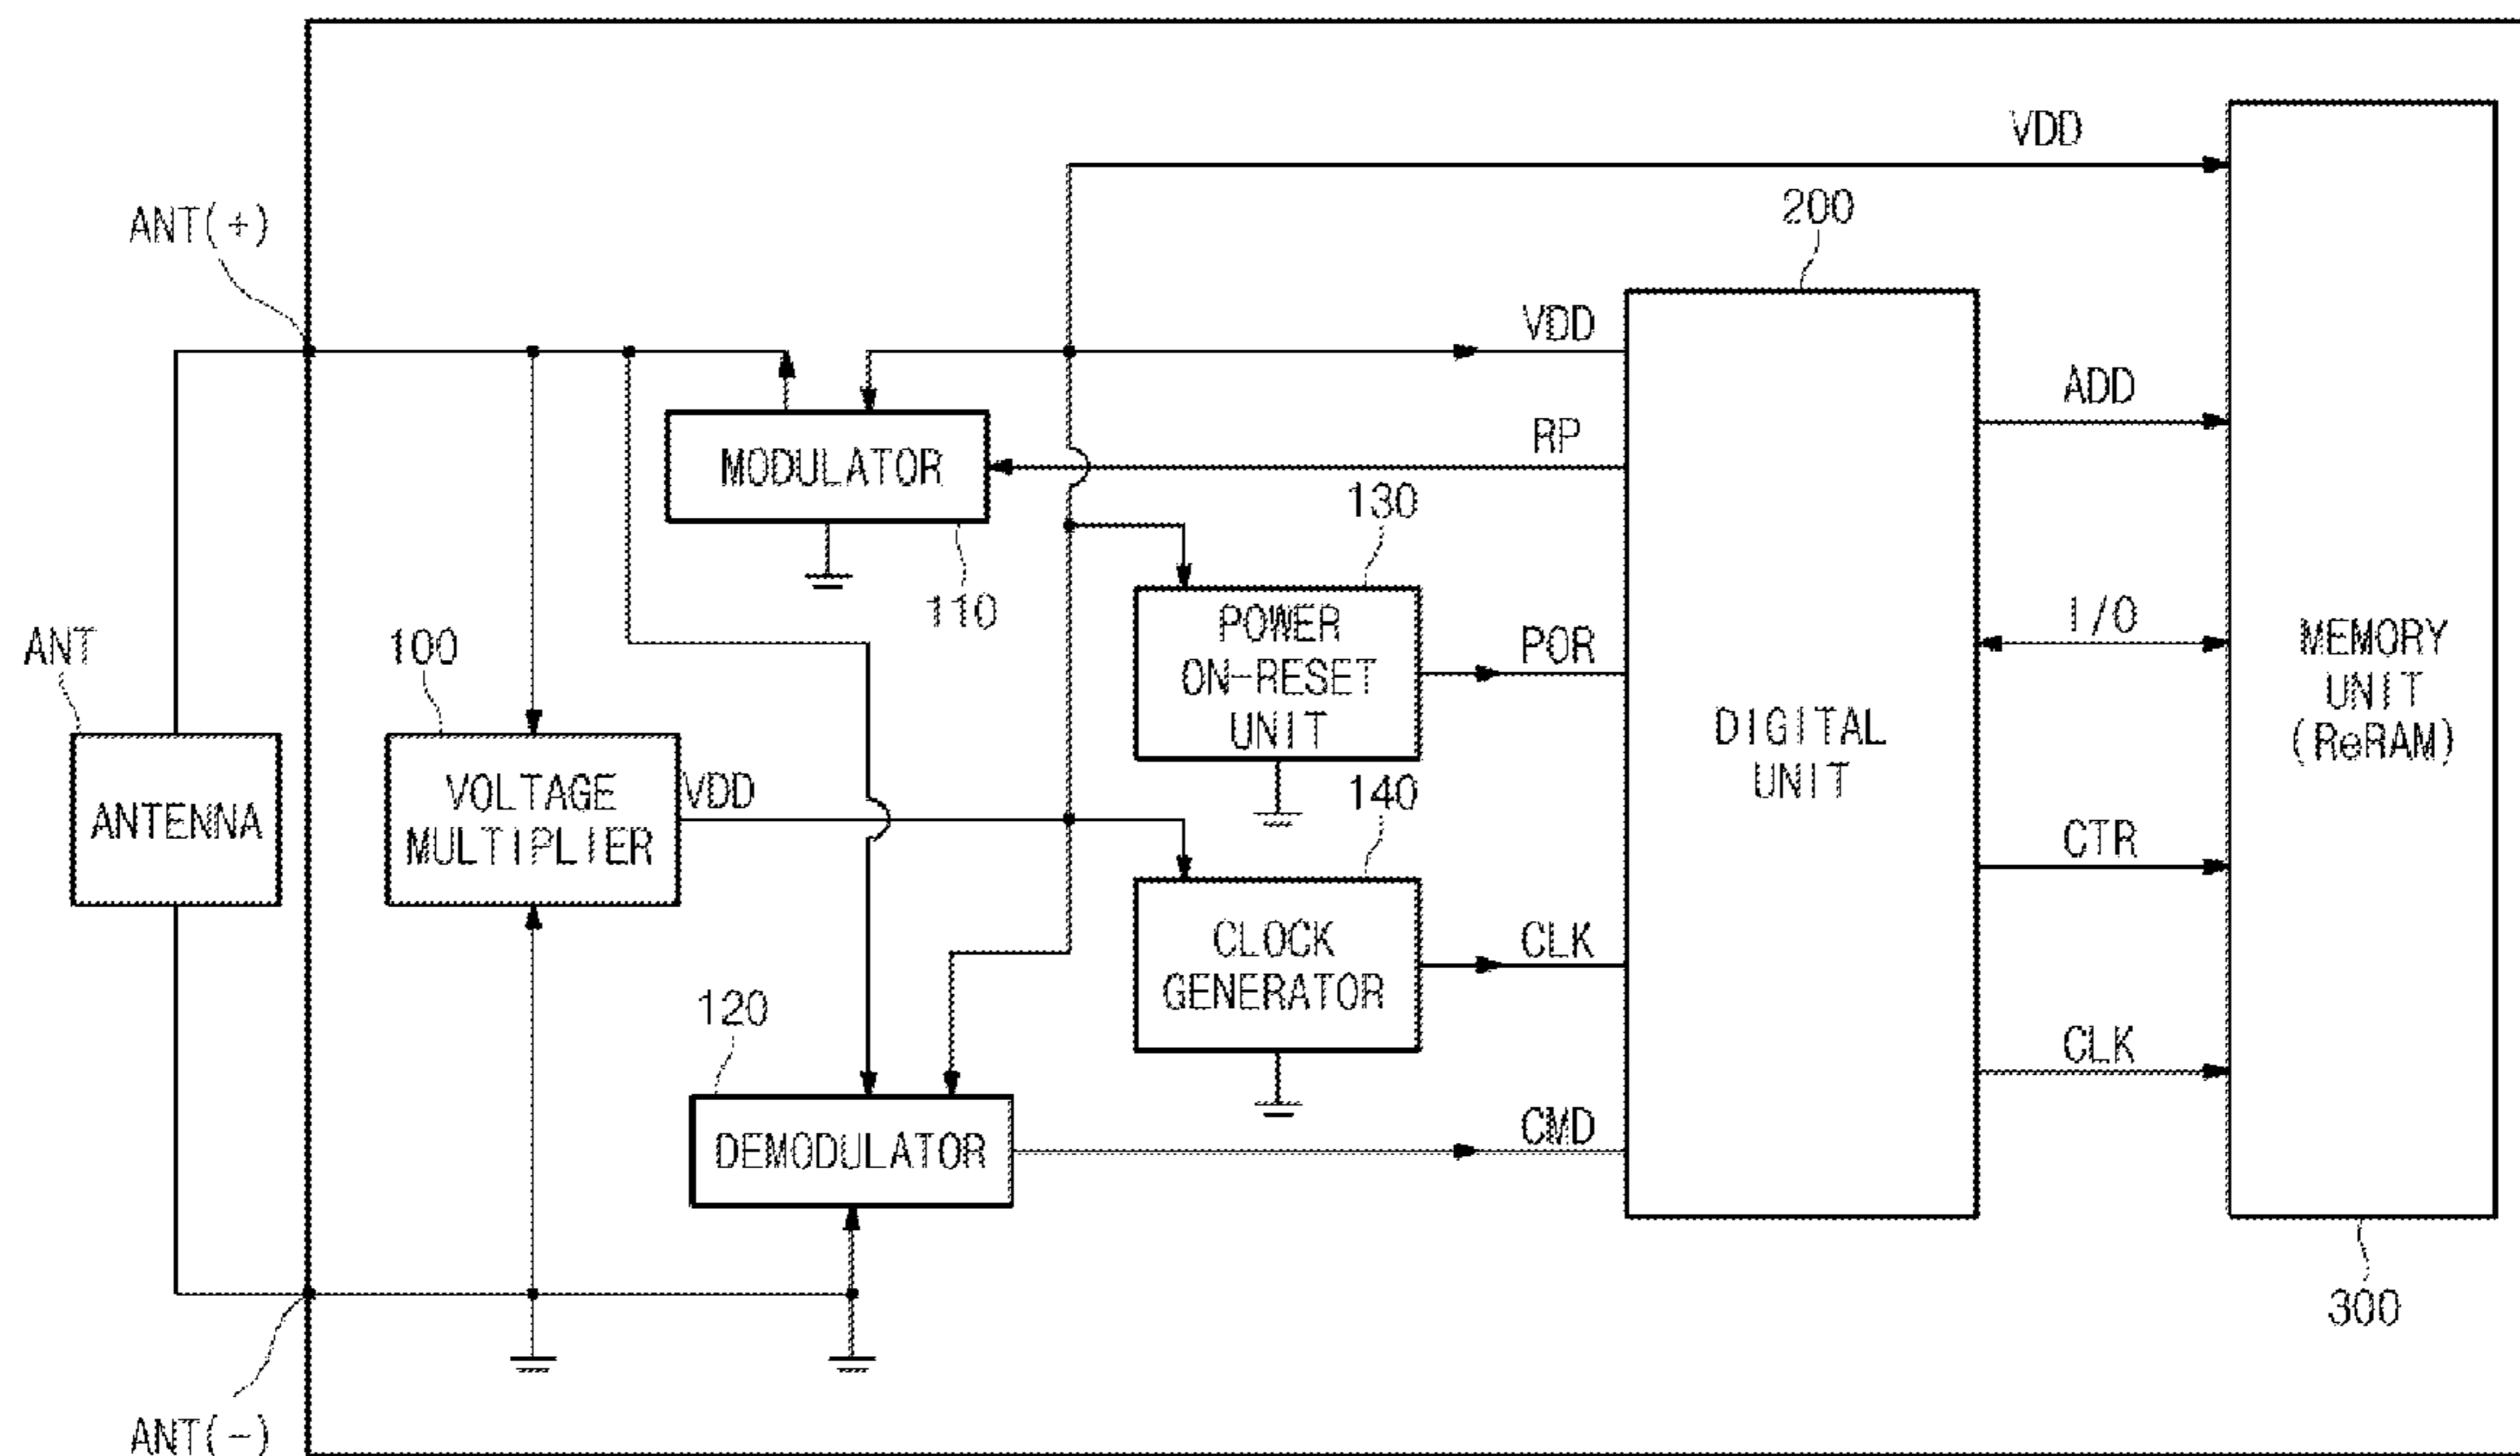 VDD
200
ANT(+)
VDD
ADD
RP
MODULATOR
130
110
I/O
ANT
100
POWER
ON-RESET
UNIT
POR
MEMORY
UNIT
(ReRAM)
DIGITAL
UNIT
VOLTAGE
MULTIPLIER
VDD
140
ANTENNA
CTR
CLOCK
GENERATOR
CLK
120
CLK
DEMODULATOR
CMD
300
ANT(-)